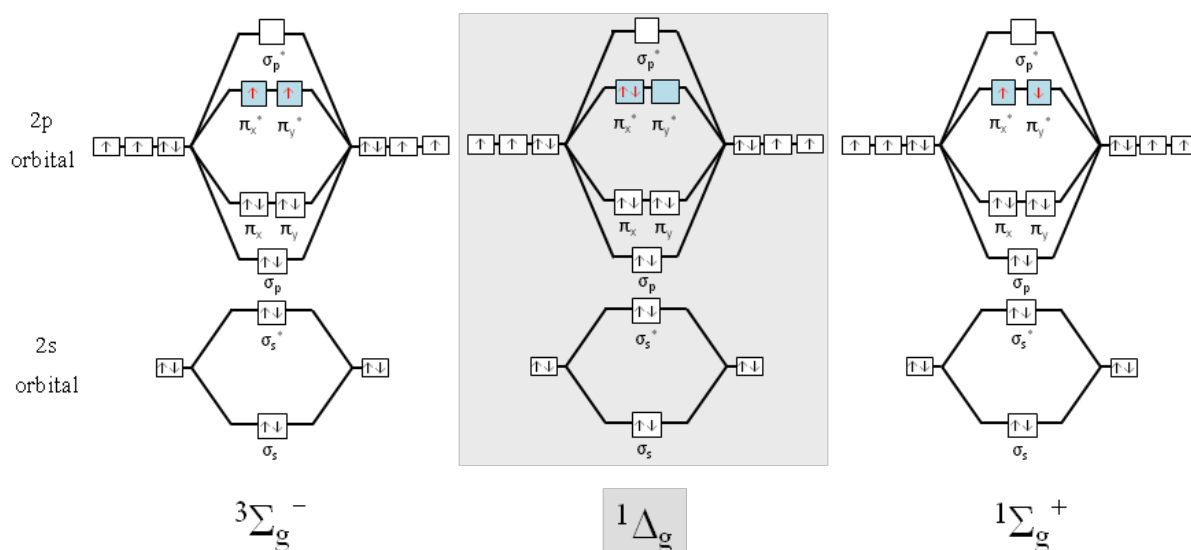 σp* σp* σp*
πx* πy* πx* πy* πx* πy*
2p
orbital
πx πy πx πy πx πy
σp σp σp
2s
orbital
σs* σs* σs*
σs σs σs
³Σg⁻ ¹Δg ¹Σg⁺